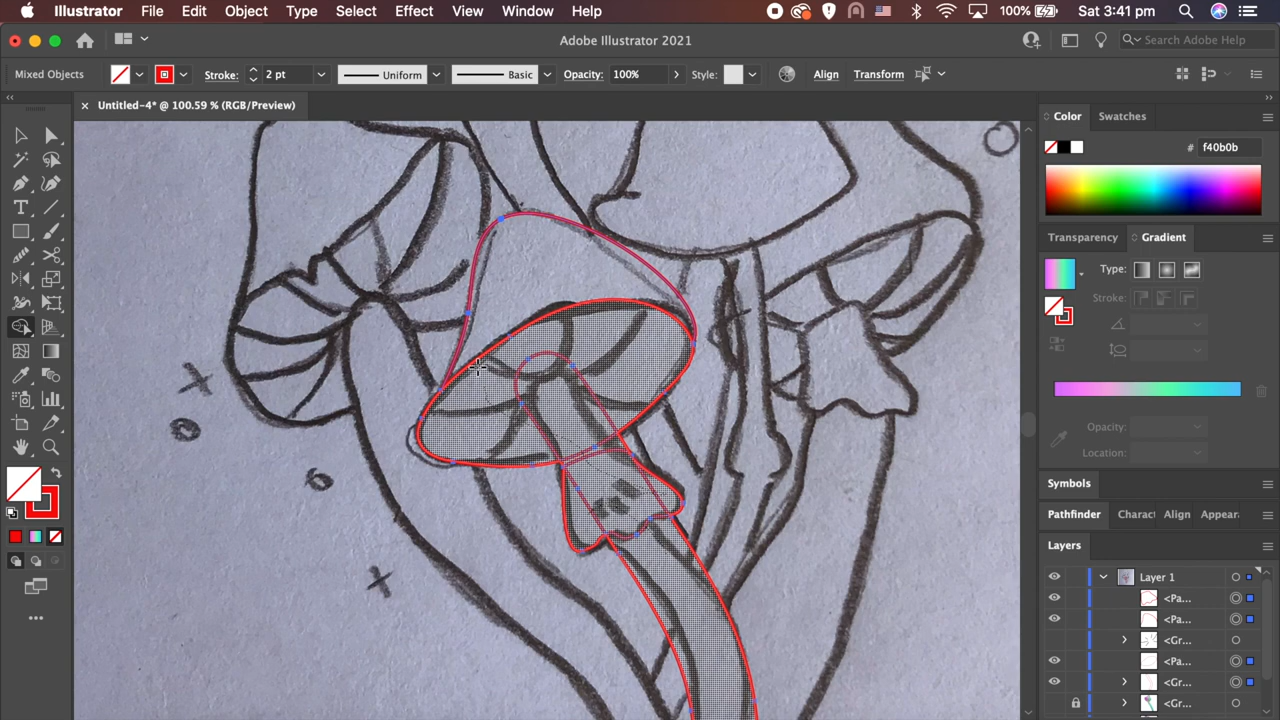 Illustrator File Edit Object Type Select Effect View Window Help 100% Sat 3:41 pm
Adobe Illustrator 2021
Search Adobe Help
Mixed Objects Stroke: 2 pt Uniform Basic Opacity: 100% Style: Align Transform
× Untitled-4* @ 100.59 % (RGB/Preview)
Color Swatches
# f40b0b
Transparency Gradient
Type:
Stroke:
Opacity:
Location:
Symbols
Pathfinder Charac Align Appear
Layers
Layer 1
<Pa...
<Pa...
<Gr...
<Pa...
<Gr...
<Gr...